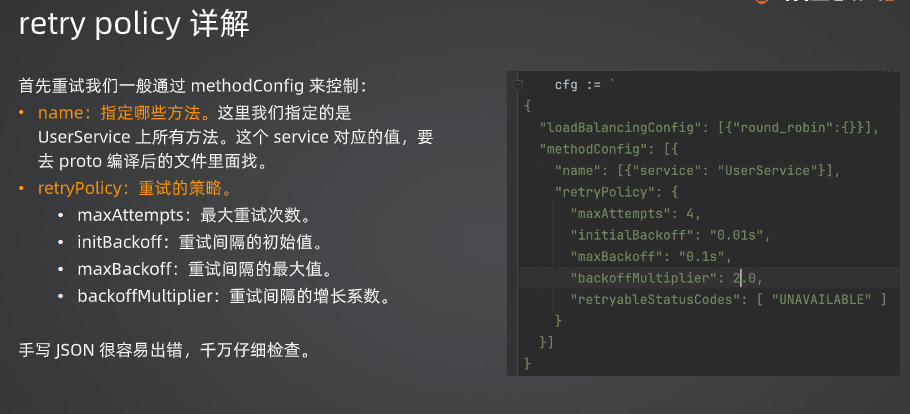 retry policy 详解
首先重试我们一般通过 methodConfig 来控制：
• name：指定哪些方法。这里我们指定的是
UserService 上所有方法。这个 service 对应的值，要
去 proto 编译后的文件里面找。
• retryPolicy：重试的策略。
• maxAttempts：最大重试次数。
• initBackoff：重试间隔的初始值。
• maxBackoff：重试间隔的最大值。
• backoffMultiplier：重试间隔的增长系数。
手写 JSON 很容易出错，千万仔细检查。
cfg := `
{
"loadBalancingConfig": [{"round_robin":{}}],
"methodConfig": [{
"name": [{"service": "UserService"}],
"retryPolicy": {
"maxAttempts": 4,
"initialBackoff": "0.01s",
"maxBackoff": "0.1s",
"backoffMultiplier": 2.0,
"retryableStatusCodes": [ "UNAVAILABLE" ]
}
}]
}